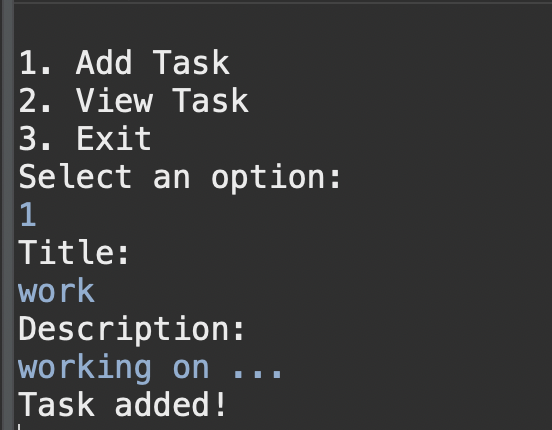 1. Add Task
2. View Task
3. Exit
Select an option:
1
Title:
work
Description:
working on ...
Task added!